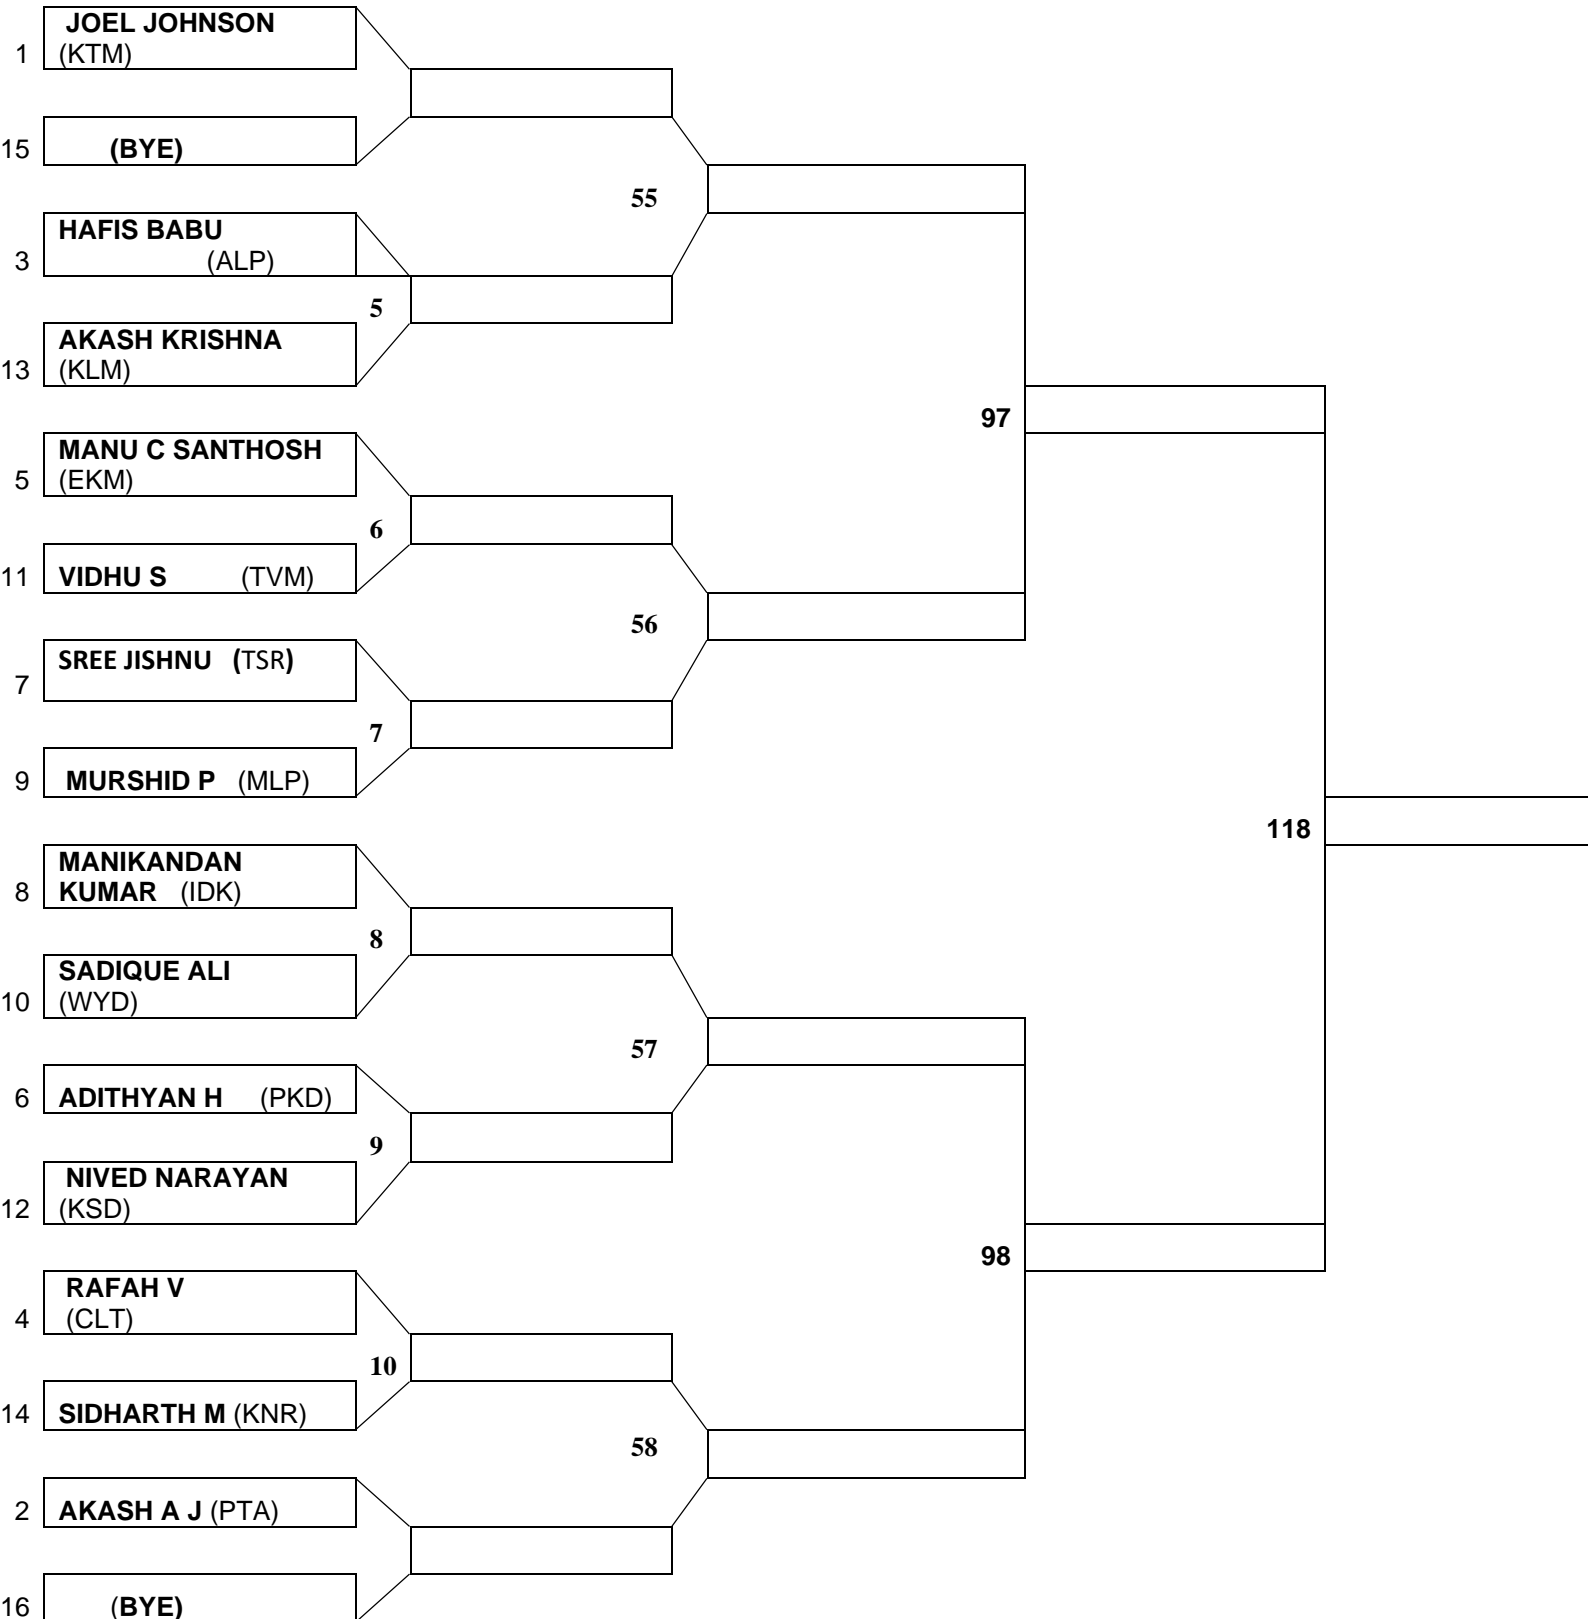 JOEL JOHNSON
1 (KTM)
15 (BYE)
55
HAFIS BABU
3 (ALP)
5
AKASH KRISHNA
13 (KLM)
97
MANU C SANTHOSH
5 (EKM)
6
11 VIDHU S (TVM)
56
SREE JISHNU (TSR)
7
7
9 MURSHID P (MLP)
118
MANIKANDAN
8 KUMAR (IDK)
8
SADIQUE ALI
10 (WYD)
57
6 ADITHYAN H (PKD)
9
NIVED NARAYAN
12 (KSD)
98
RAFAH V
4 (CLT)
10
14 SIDHARTH M (KNR)
58
2 AKASH A J (PTA)
16 (BYE)